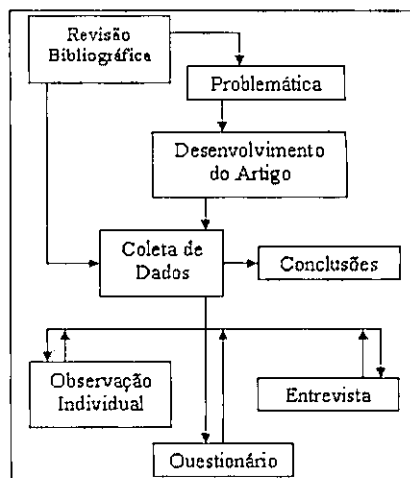 Revisão
Bibliográfica
Problemática
Desenvolvimento
do Artigo
Coleta de
Dados
Conclusões
Observação
Individual
Entrevista
Questionário